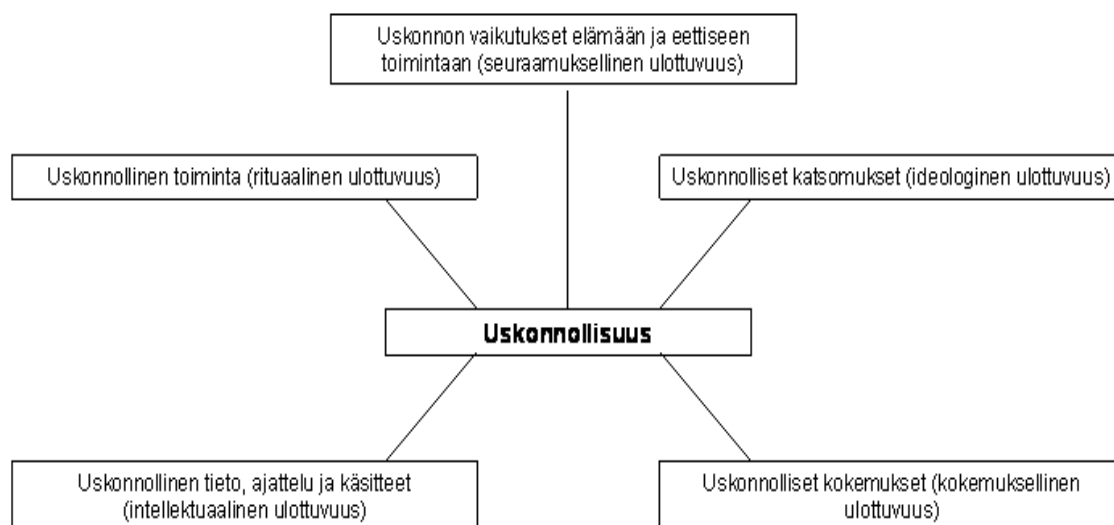 Uskonnon vaikutukset elämään ja eettiseen
toimintaan (seuraamuksellinen ulottuvuus)
Uskonnollinen toiminta (rituaalinen ulottuvuus)
Uskonnolliset katsomukset (ideologinen ulottuvuus)
Uskonnollisuus
Uskonnollinen tieto, ajattelu ja käsitteet
(intellektuaalinen ulottuvuus)
Uskonnolliset kokemukset (kokemuksellinen
ulottuvuus)